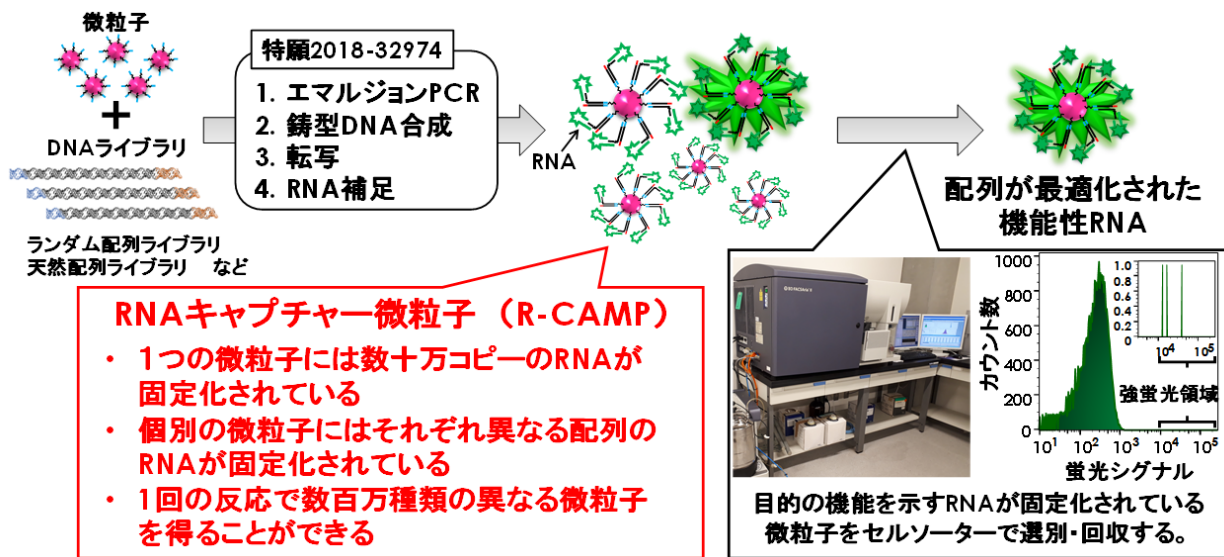 微粒子
+
DNAライブラリ
ランダム配列ライブラリ
天然配列ライブラリ など
特願2018-32974
1. エマルジョンPCR
2. 鋳型DNA合成
3. 転写
4. RNA補足
RNA
配列が最適化された
機能性RNA
RNAキャプチャー微粒子 (R-CAMP)
・ 1つの微粒子には数十万コピーのRNAが
固定化されている
・ 個別の微粒子にはそれぞれ異なる配列の
RNAが固定化されている
・ 1回の反応で数百万種類の異なる微粒子
を得ることができる
カウント数
1000
800
600
400
200
0
10¹ 10² 10³ 10⁴ 10⁵
蛍光シグナル
1.0
0.8
0.6
0.4
0.2
10⁴ 10⁵
強蛍光領域
目的の機能を示すRNAが固定化されている
微粒子をセルソーターで選別・回収する。